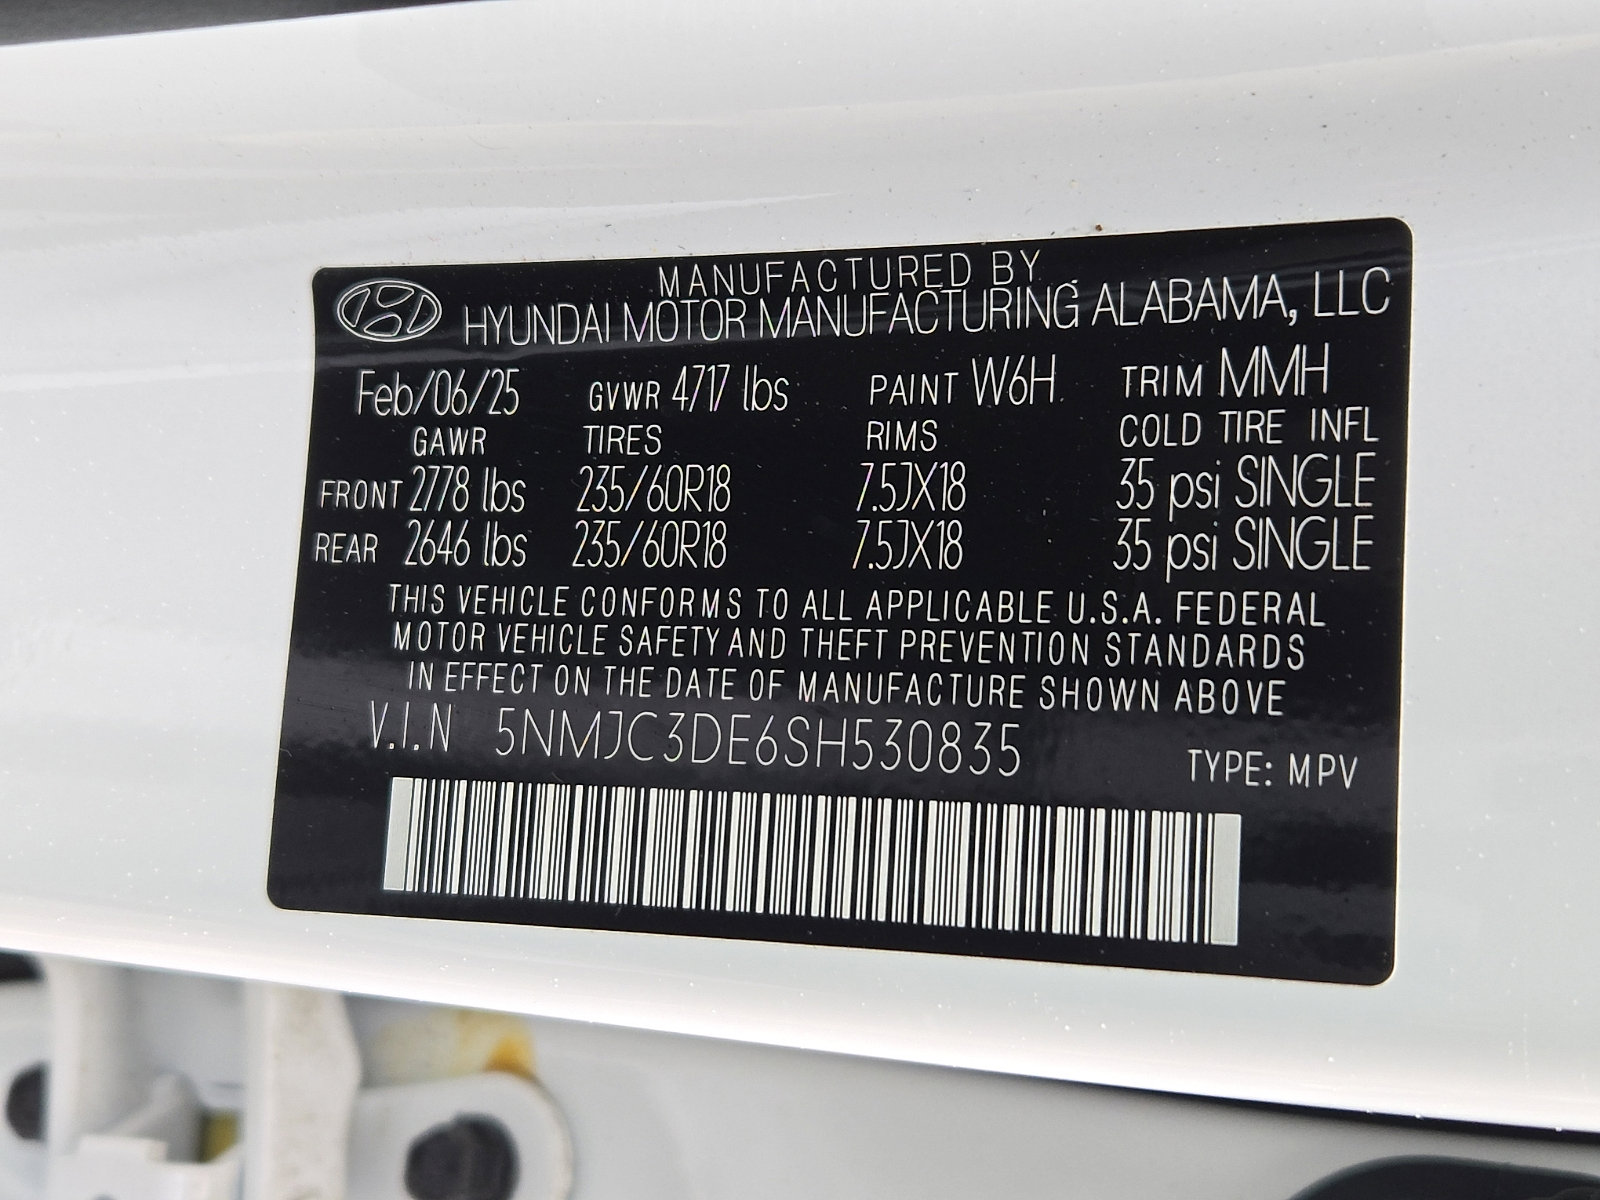 MANUFACTURED BY
HYUNDAI MOTOR MANUFACTURING ALABAMA, LLC
Feb/06/25 GVWR 4717 lbs PAINT W6H TRIM MMH
GAWR TIRES RIMS COLD TIRE INFL
FRONT 2778 lbs 235/60R18 7.5JX18 35 psi SINGLE
REAR 2646 lbs 235/60R18 7.5JX18 35 psi SINGLE
THIS VEHICLE CONFORMS TO ALL APPLICABLE U.S.A. FEDERAL
MOTOR VEHICLE SAFETY AND THEFT PREVENTION STANDARDS
IN EFFECT ON THE DATE OF MANUFACTURE SHOWN ABOVE
V.I.N 5NMJC3DE6SH530835 TYPE: MPV